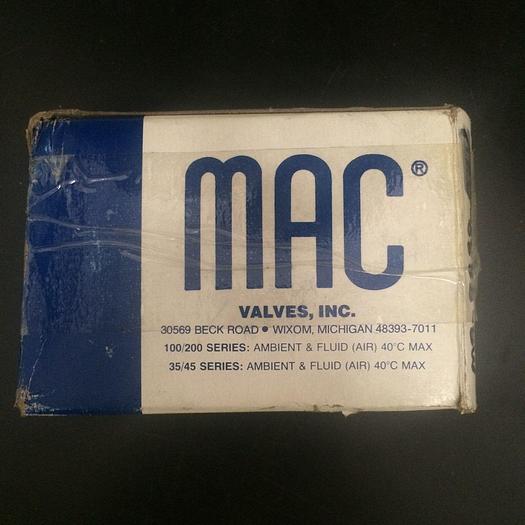 MAC®
VALVES, INC.
30569 BECK ROAD • WIXOM, MICHIGAN 48393-7011
100/200 SERIES: AMBIENT & FLUID (AIR) 40°C MAX
35/45 SERIES: AMBIENT & FLUID (AIR) 40°C MAX